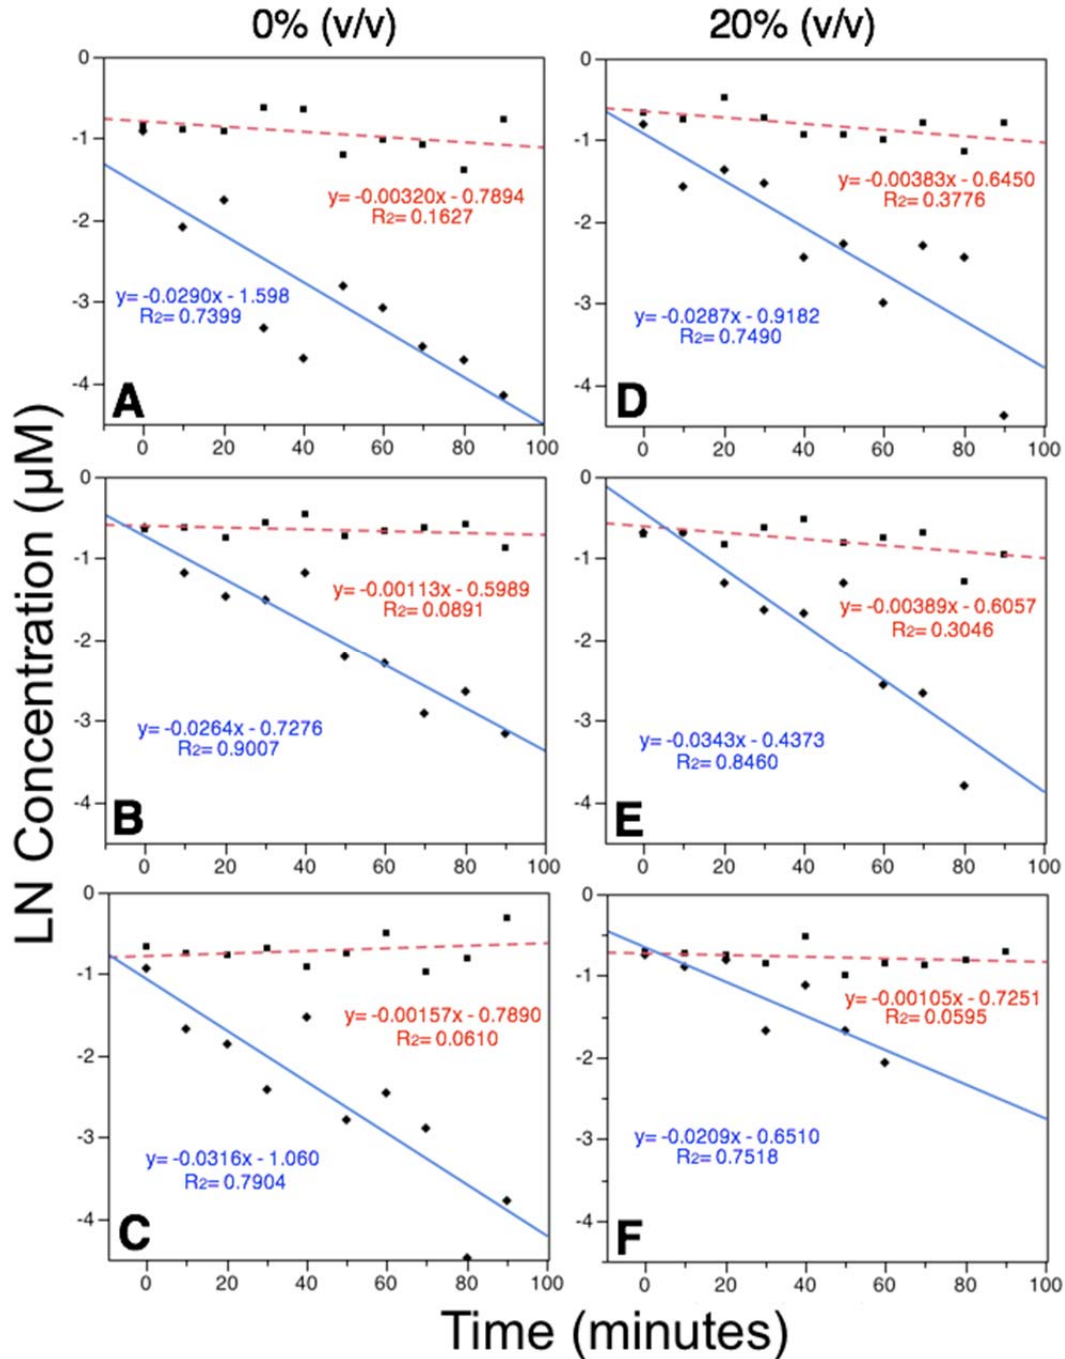 0% (v/v)
20% (v/v)
LN Concentration (µM)
0
-1
-2
-3
-4
y= -0.00320x - 0.7894
R2= 0.1627
y= -0.0290x - 1.598
R2= 0.7399
A
0 20 40 60 80 100
0
-1
-2
-3
-4
y= -0.00383x - 0.6450
R2= 0.3776
y= -0.0287x - 0.9182
R2= 0.7490
D
0 20 40 60 80 100
0
-1
-2
-3
-4
y= -0.00113x - 0.5989
R2= 0.0891
y= -0.0264x - 0.7276
R2= 0.9007
B
0 20 40 60 80 100
0
-1
-2
-3
-4
y= -0.00389x - 0.6057
R2= 0.3046
y= -0.0343x - 0.4373
R2= 0.8460
E
0 20 40 60 80 100
0
-1
-2
-3
-4
y= -0.00157x - 0.7890
R2= 0.0610
y= -0.0316x - 1.060
R2= 0.7904
C
0 20 40 60 80 100
0
-1
-2
-3
-4
y= -0.00105x - 0.7251
R2= 0.0595
y= -0.0209x - 0.6510
R2= 0.7518
F
0 20 40 60 80 100
Time (minutes)